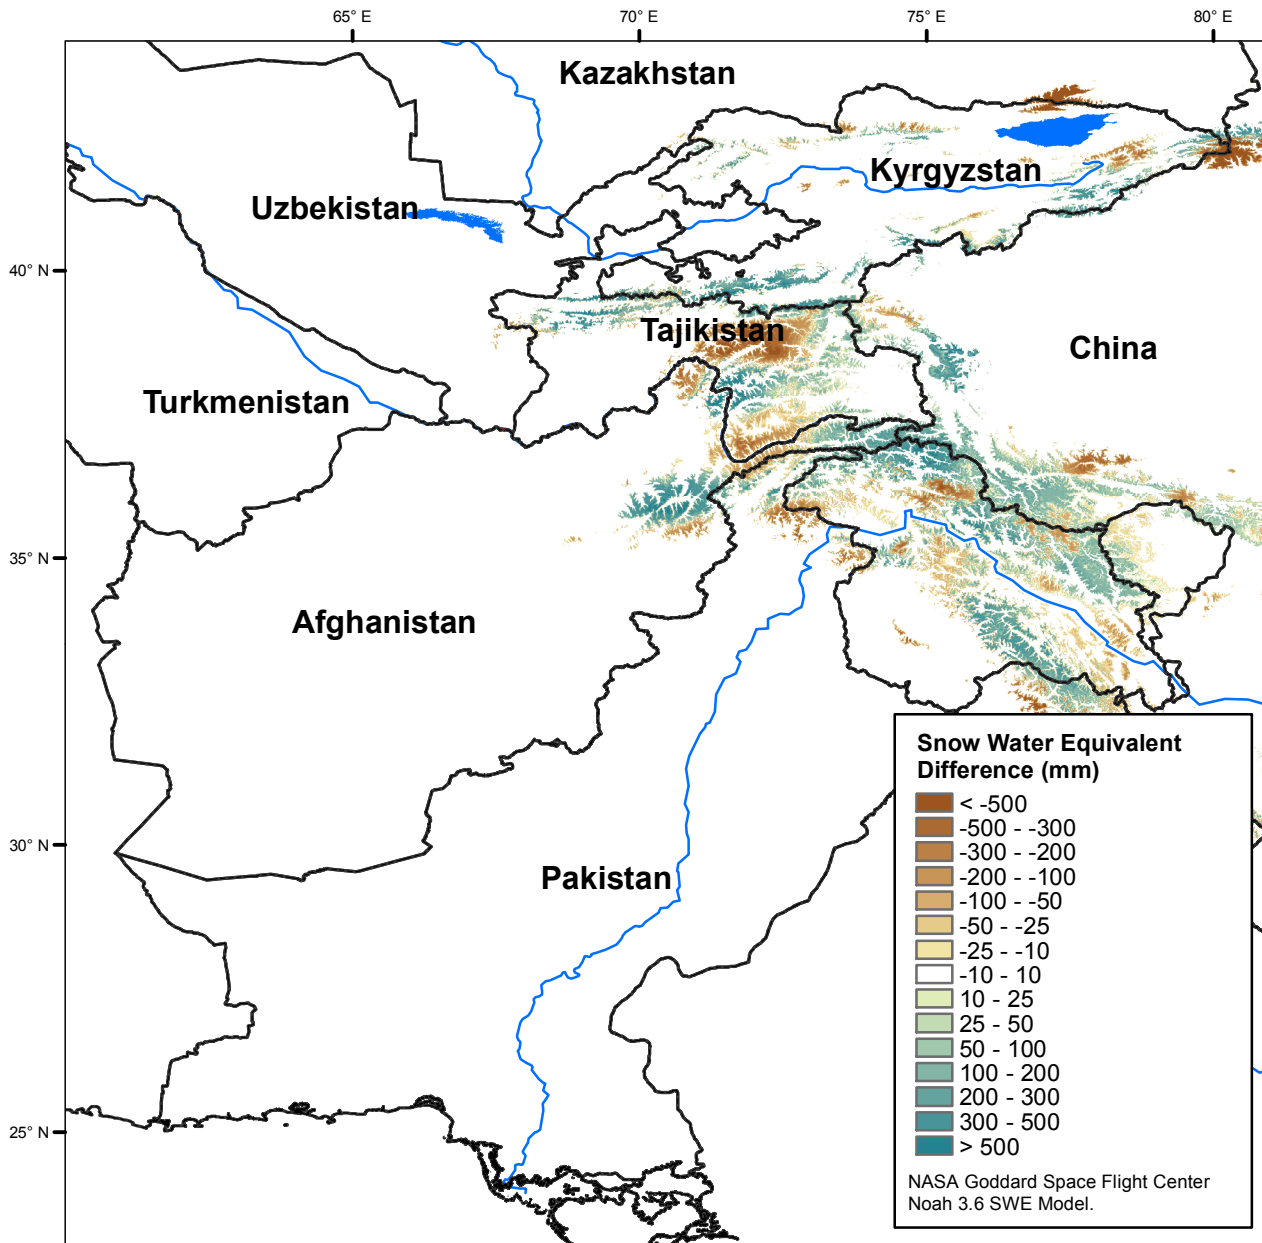 65° E
70° E
75° E
80° E
Kazakhstan
Kyrgyzstan
Uzbekistan
40° N
Tajikistan
China
Turkmenistan
35° N
Afghanistan
30° N
Pakistan
25° N
Snow Water Equivalent
Difference (mm)
< -500
-500 - -300
-300 - -200
-200 - -100
-100 - -50
-50 - -25
-25 - -10
-10 - 10
10 - 25
25 - 50
50 - 100
100 - 200
200 - 300
300 - 500
> 500
NASA Goddard Space Flight Center
Noah 3.6 SWE Model.